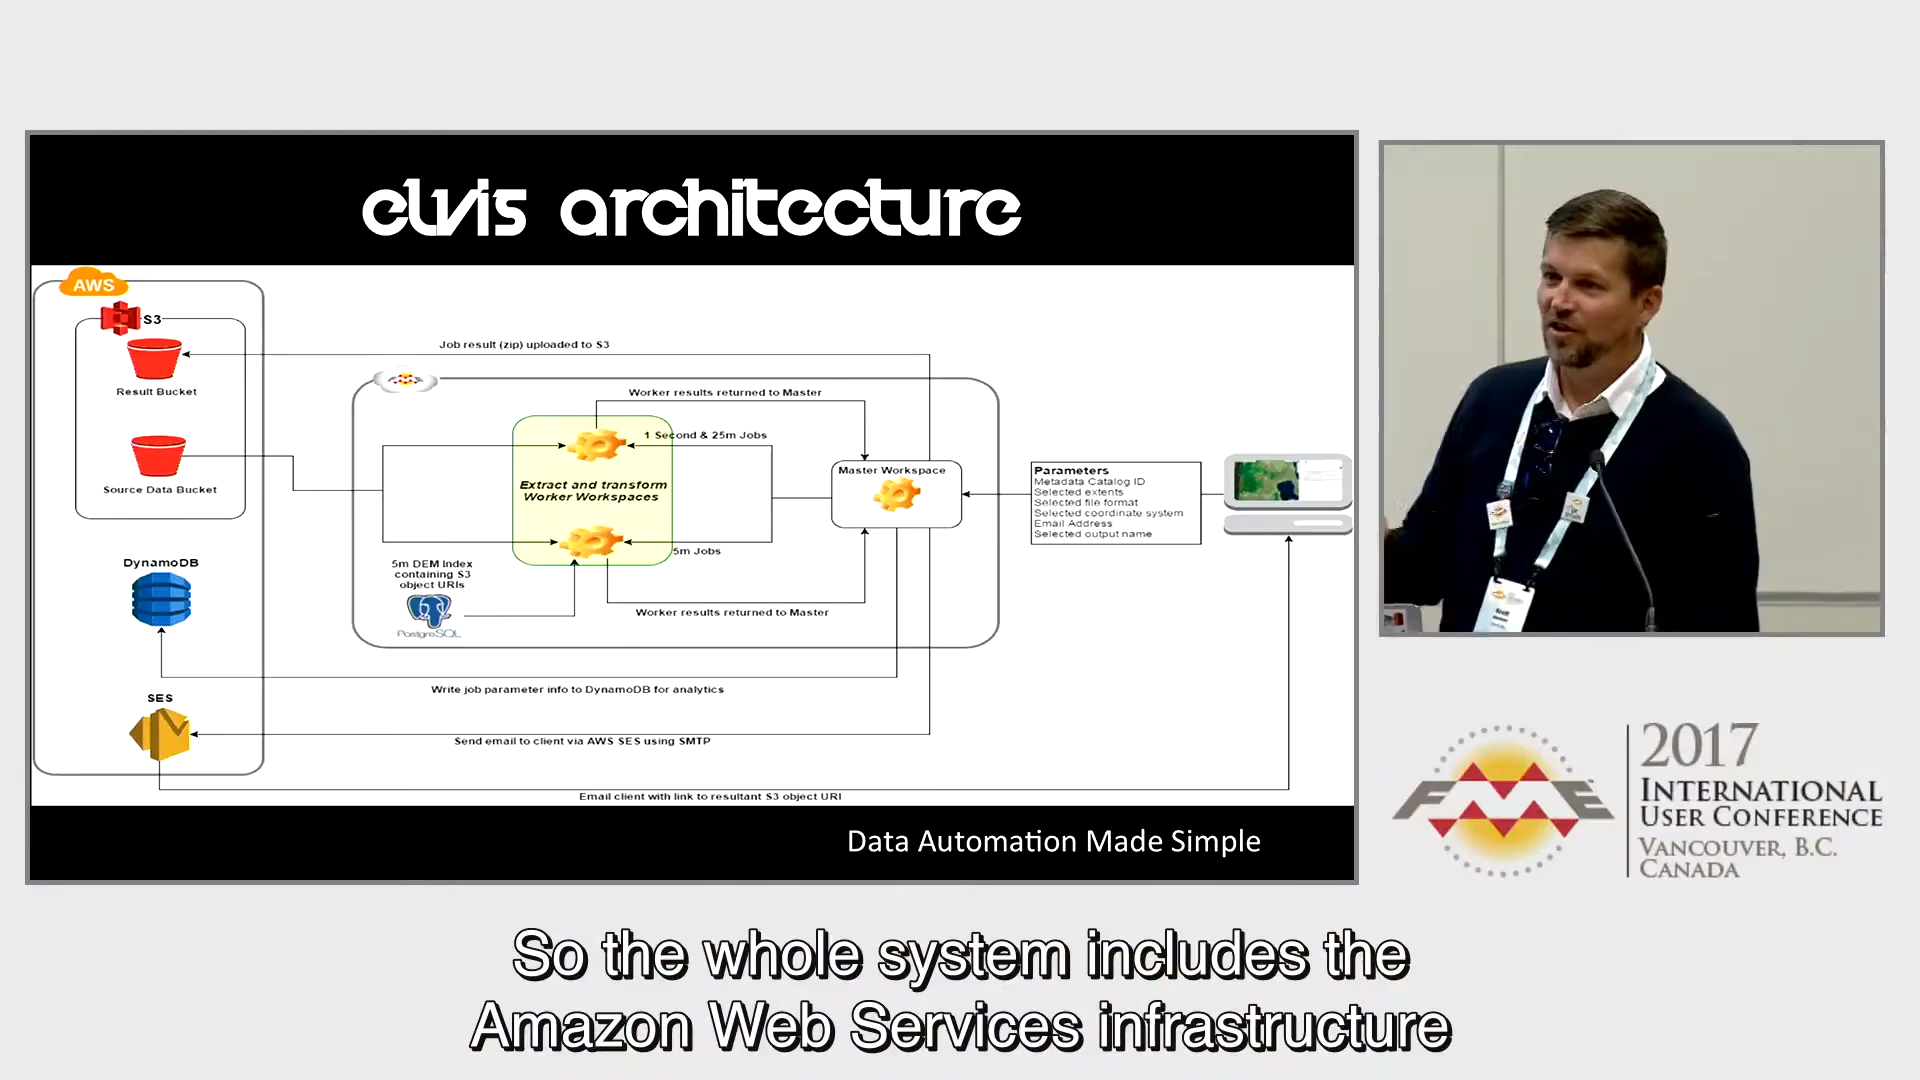 elvis architecture
AWS
S3
Result Bucket
Source Data Bucket
DynamoDB
SES
Job result (zip) uploaded to S3
Worker results returned to Master
1 Second & 25m Jobs
Extract and transform
Worker Workspaces
5m Jobs
5m DEM Index
containing S3
object URIs
PostgreSQL
Worker results returned to Master
Master Workspace
Parameters
Metadata Catalog ID
Selected extents
Selected file format
Selected coordinate system
Email Address
Selected output name
Write job parameter info to DynamoDB for analytics
Send email to client via AWS SES using SMTP
Email client with link to resultant S3 object URI
Data Automation Made Simple
FME
2017
INTERNATIONAL
USER CONFERENCE
VANCOUVER, B.C.
CANADA
So the whole system includes the
Amazon Web Services infrastructure